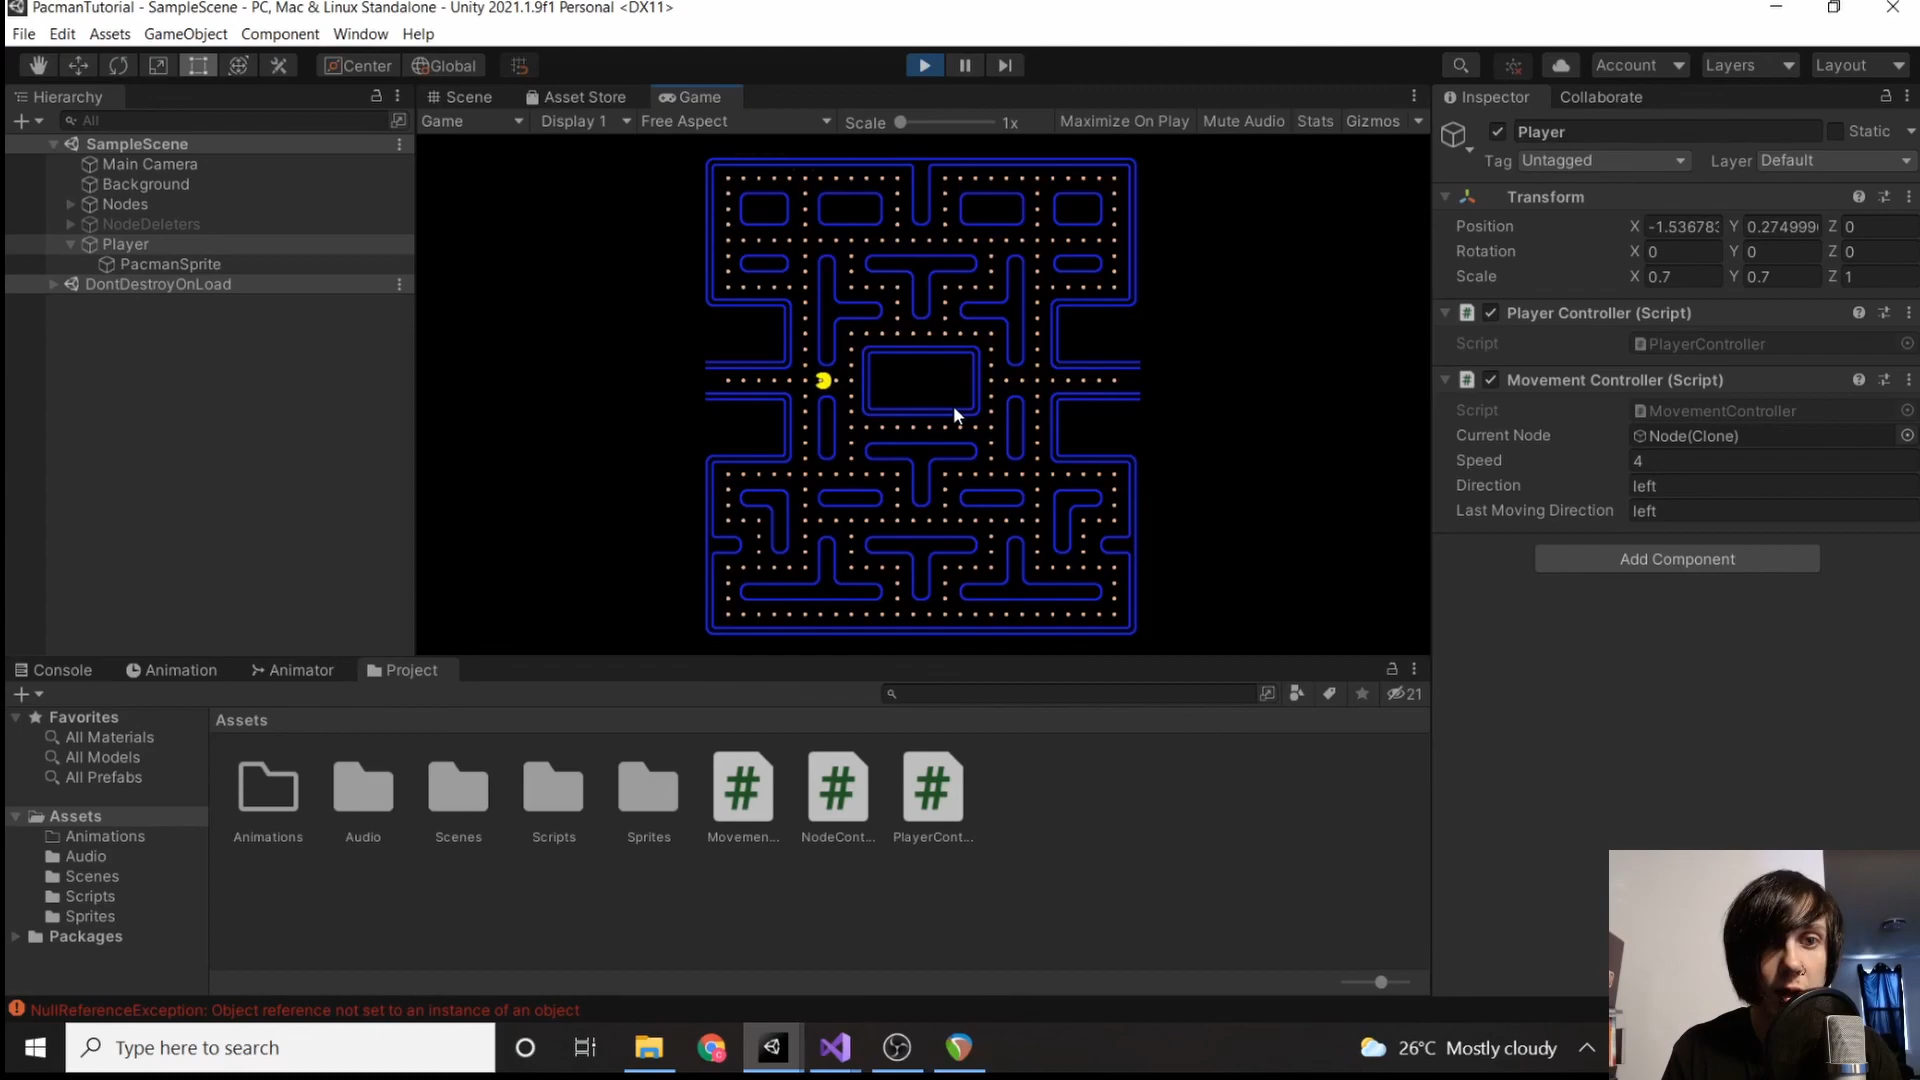 PacmanTutorial - SampleScene - PC, Mac & Linux Standalone - Unity 2021.1.9f1 Personal <DX11>
File Edit Assets GameObject Component Window Help
Center Global Account Layers Layout
Hierarchy
All
SampleScene
Main Camera
Background
Nodes
NodeDeleters
Player
PacmanSprite
DontDestroyOnLoad
Scene Asset Store Game
Game Display 1 Free Aspect Scale 1x Maximize On Play Mute Audio Stats Gizmos
Inspector Collaborate
Player Static
Tag Untagged Layer Default
Transform
Position X -1.53678 Y 0.274999 Z 0
Rotation X 0 Y 0 Z 0
Scale X 0.7 Y 0.7 Z 1
# Player Controller (Script)
Script PlayerController
# Movement Controller (Script)
Script MovementController
Current Node Node(Clone)
Speed 4
Direction left
Last Moving Direction left
Add Component
Console Animation Animator Project
21
Favorites
All Materials
All Models
All Prefabs
Assets
Animations
Audio
Scenes
Scripts
Sprites
Packages
Assets
# # #
Animations Audio Scenes Scripts Sprites Movemen... NodeCont... PlayerCont...
NullReferenceException: Object reference not set to an instance of an object
Type here to search
26°C Mostly cloudy